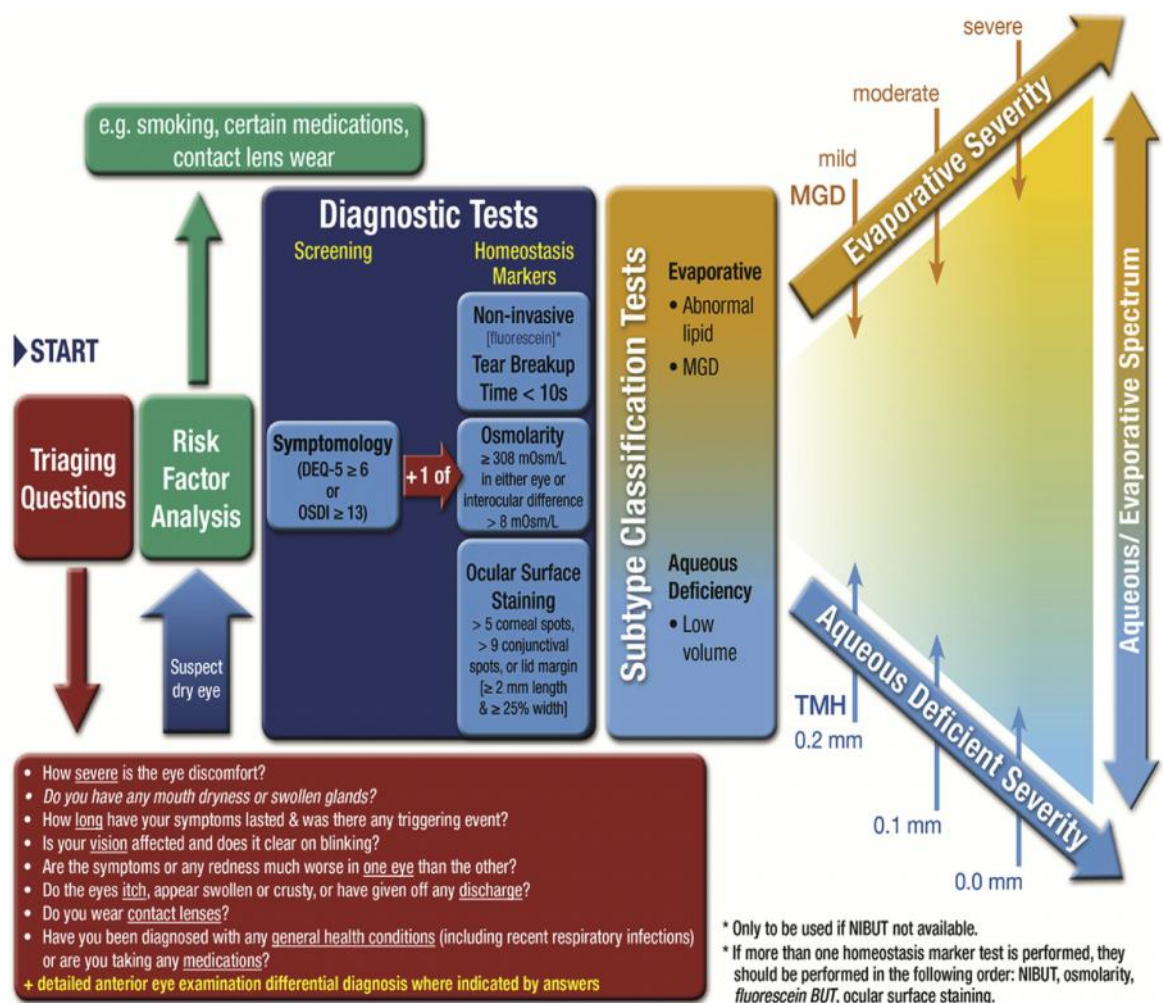 e.g. smoking, certain medications,
contact lens wear
START
Triaging
Questions
Risk
Factor
Analysis
Suspect
dry eye
Diagnostic Tests
Screening
Homeostasis
Markers
Symptomology
(DEQ-5 ≥ 6
or
OSDI ≥ 13)
+1 of
Non-invasive
[fluorescein]*
Tear Breakup
Time < 10s
Osmolarity
≥ 308 mOsm/L
in either eye or
interocular difference
> 8 mOsm/L
Ocular Surface
Staining
> 5 corneal spots,
> 9 conjunctival
spots, or lid margin
[≥ 2 mm length
& ≥ 25% width]
Subtype Classification Tests
Evaporative
• Abnormal
lipid
• MGD
Aqueous
Deficiency
• Low
volume
severe
moderate
mild
MGD
Evaporative Severity
Aqueous/ Evaporative Spectrum
Aqueous Deficient Severity
TMH
0.2 mm
0.1 mm
0.0 mm
• How severe is the eye discomfort?
• Do you have any mouth dryness or swollen glands?
• How long have your symptoms lasted & was there any triggering event?
• Is your vision affected and does it clear on blinking?
• Are the symptoms or any redness much worse in one eye than the other?
• Do the eyes itch, appear swollen or crusty, or have given off any discharge?
• Do you wear contact lenses?
• Have you been diagnosed with any general health conditions (including recent respiratory infections)
or are you taking any medications?
+ detailed anterior eye examination differential diagnosis where indicated by answers
* Only to be used if NIBUT not available.
* If more than one homeostasis marker test is performed, they
should be performed in the following order: NIBUT, osmolarity,
fluorescein BUT, ocular surface staining.